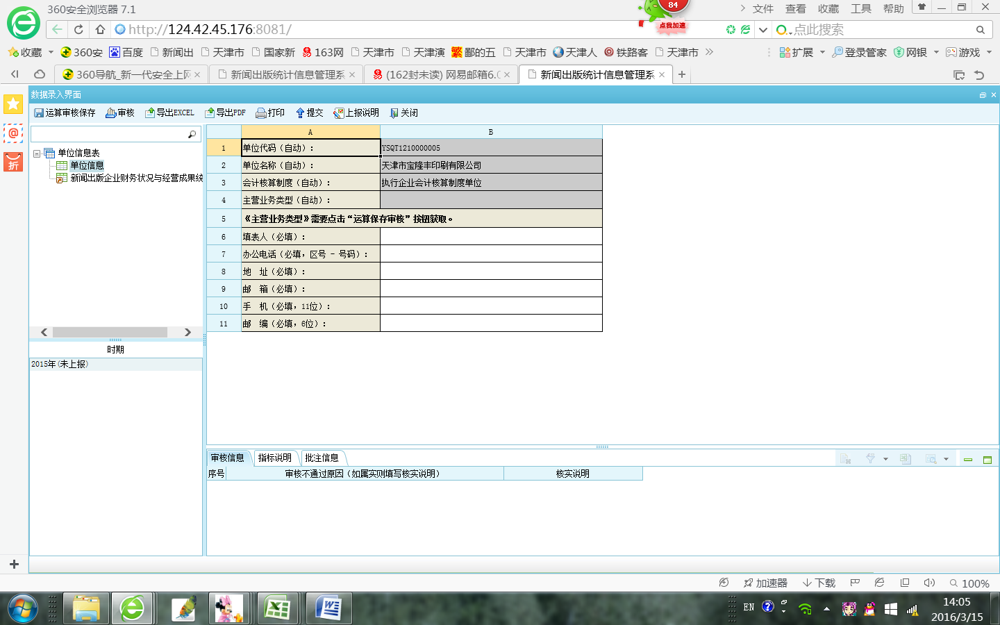 360安全浏览器 7.1
84
点我加速
文件 查看 收藏 工具 帮助
http://124.42.45.176:8081/
点此搜索
收藏 360安 百度 新闻出 天津市 国家新 163网 天津市 天津演 繁 鄙的五 天津市 天津人 铁路客 天津市 扩展 登录管家 网银 游戏
360导航_新一代安全上网
新闻出版统计信息管理系
(162封未读) 网易邮箱6.0
新闻出版统计信息管理系
数据录入界面
运算审核保存 审核 导出EXCEL 导出PDF 打印 提交 上报说明 关闭
折
单位信息表
单位信息
新闻出版企业财务状况与经营成果统
时期
2015年(未上报)
A B
1 单位代码（自动）： YSQT1210000005
2 单位名称（自动）： 天津市宝隆丰印刷有限公司
3 会计核算制度（自动）： 执行企业会计核算制度单位
4 主营业务类型（自动）：
5 《主营业务类型》需要点击“运算保存审核”按钮获取。
6 填表人（必填）：
7 办公电话（必填，区号 - 号码）：
8 地 址（必填）：
9 邮 箱（必填）：
10 手 机（必填，11位）：
11 邮 编（必填，6位）：
审核信息 指标说明 批注信息
序号 审核不通过原因（如属实则填写核实说明） 核实说明
加速器 下载 100%
EN
14:05
2016/3/15